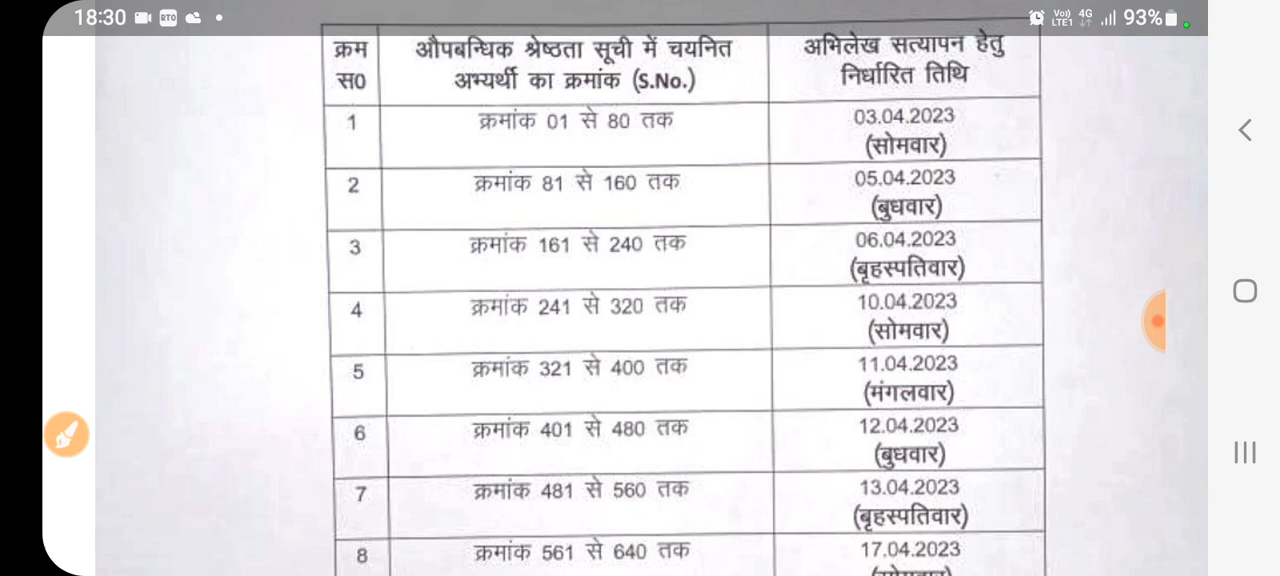 18:30 RTO Vo)) LTE1 4G 93%
क्रम
स0
औपबन्धिक श्रेष्ठता सूची में चयनित
अभ्यर्थी का क्रमांक (S.No.)
अभिलेख सत्यापन हेतु
निर्धारित तिथि
1
क्रमांक 01 से 80 तक
03.04.2023
(सोमवार)
2
क्रमांक 81 से 160 तक
05.04.2023
(बुधवार)
3
क्रमांक 161 से 240 तक
06.04.2023
(बृहस्पतिवार)
4
क्रमांक 241 से 320 तक
10.04.2023
(सोमवार)
5
क्रमांक 321 से 400 तक
11.04.2023
(मंगलवार)
6
क्रमांक 401 से 480 तक
12.04.2023
(बुधवार)
7
क्रमांक 481 से 560 तक
13.04.2023
(बृहस्पतिवार)
8
क्रमांक 561 से 640 तक
17.04.2023